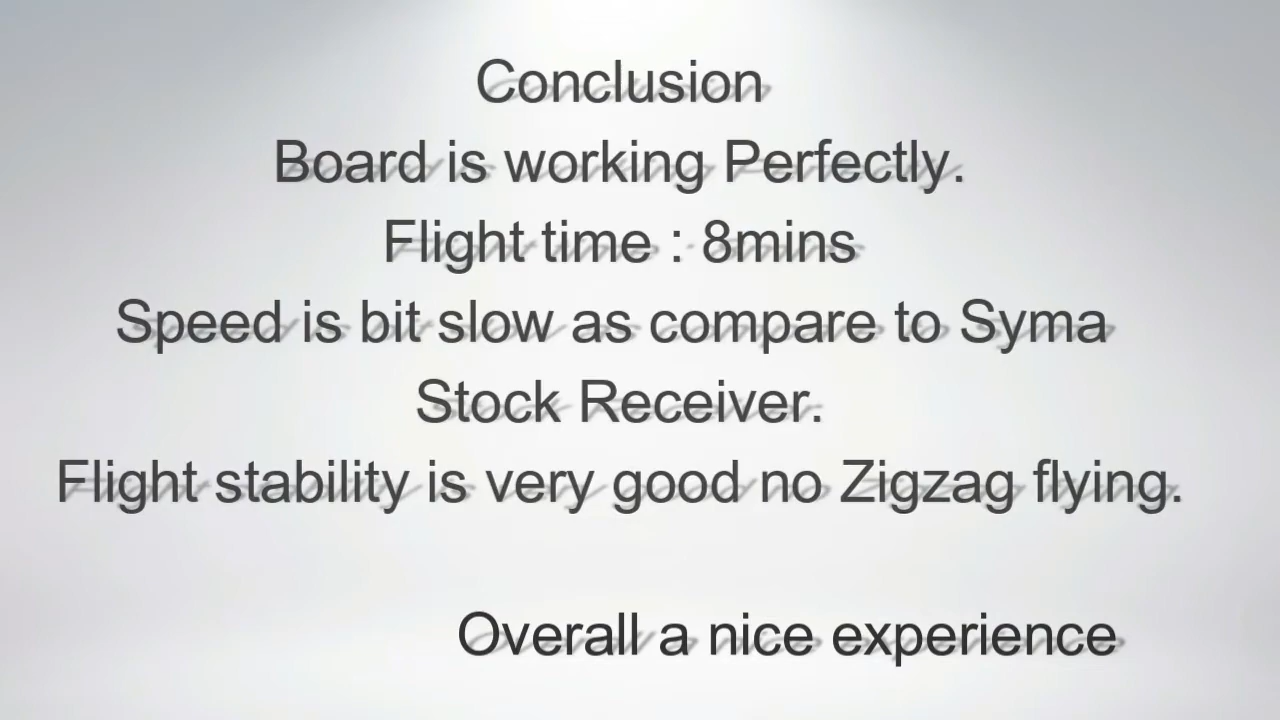 Conclusion
Board is working Perfectly.
Flight time : 8mins
Speed is bit slow as compare to Syma
Stock Receiver.
Flight stability is very good no Zigzag flying.
Overall a nice experience